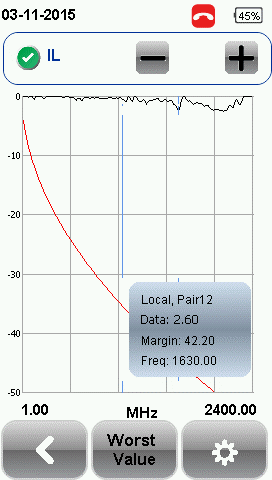 03-11-2015
45%
IL
0
-10
-20
-30
-40
-50
Local, Pair12
Data: 2.60
Margin: 42.20
Freq: 1630.00
1.00 MHz 2400.00
Worst
Value